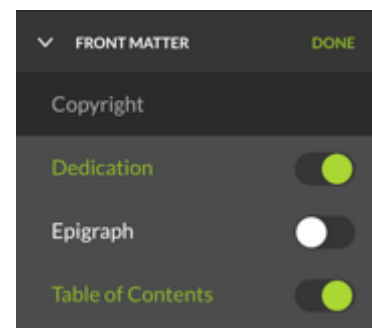 FRONT MATTER DONE
Copyright
Dedication
Epigraph
Table of Contents